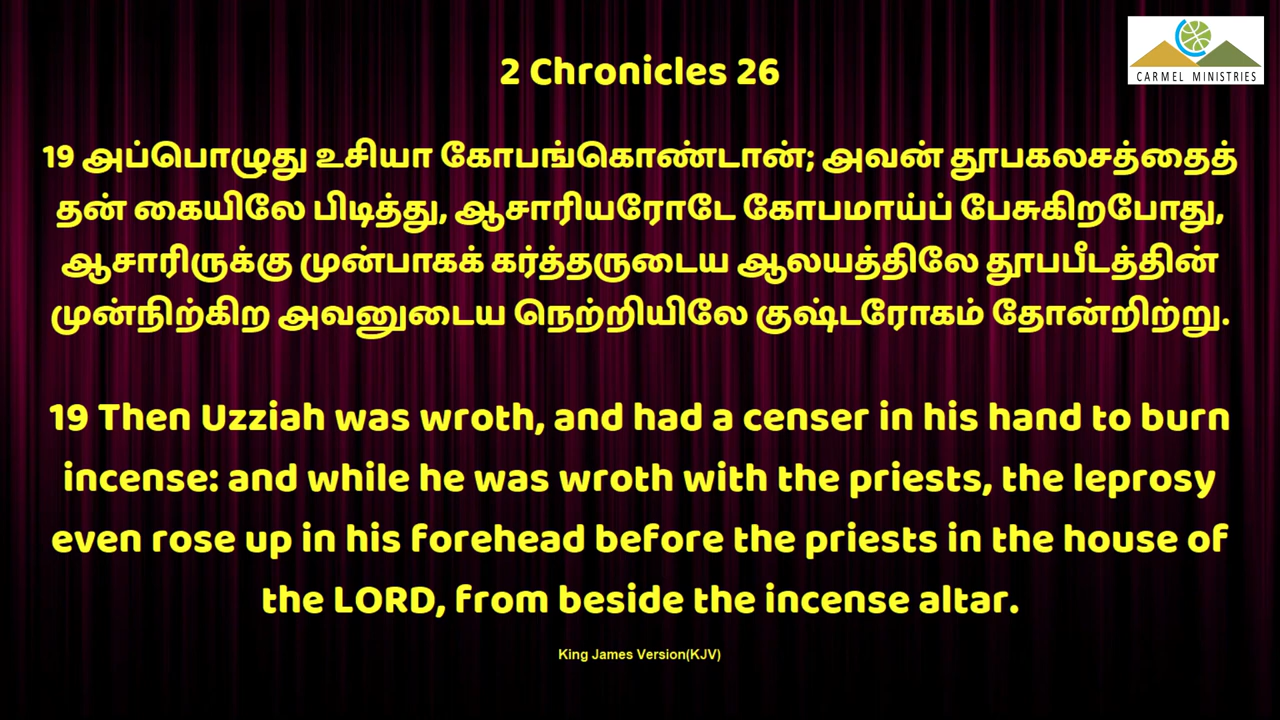 2 Chronicles 26
CARMEL MINISTRIES
19 அப்பொழுது உசியா கோபங்கொண்டான்; அவன் தூபகலசத்தைத்
தன் கையிலே பிடித்து, ஆசாரியரோடே கோபமாய்ப் பேசுகிறபோது,
ஆசாரிருக்கு முன்பாகக் கர்த்தருடைய ஆலயத்திலே தூபபீடத்தின்
முன்நிற்கிற அவனுடைய நெற்றியிலே குஷ்டரோகம் தோன்றிற்று.
19 Then Uzziah was wroth, and had a censer in his hand to burn
incense: and while he was wroth with the priests, the leprosy
even rose up in his forehead before the priests in the house of
the LORD, from beside the incense altar.
King James Version(KJV)